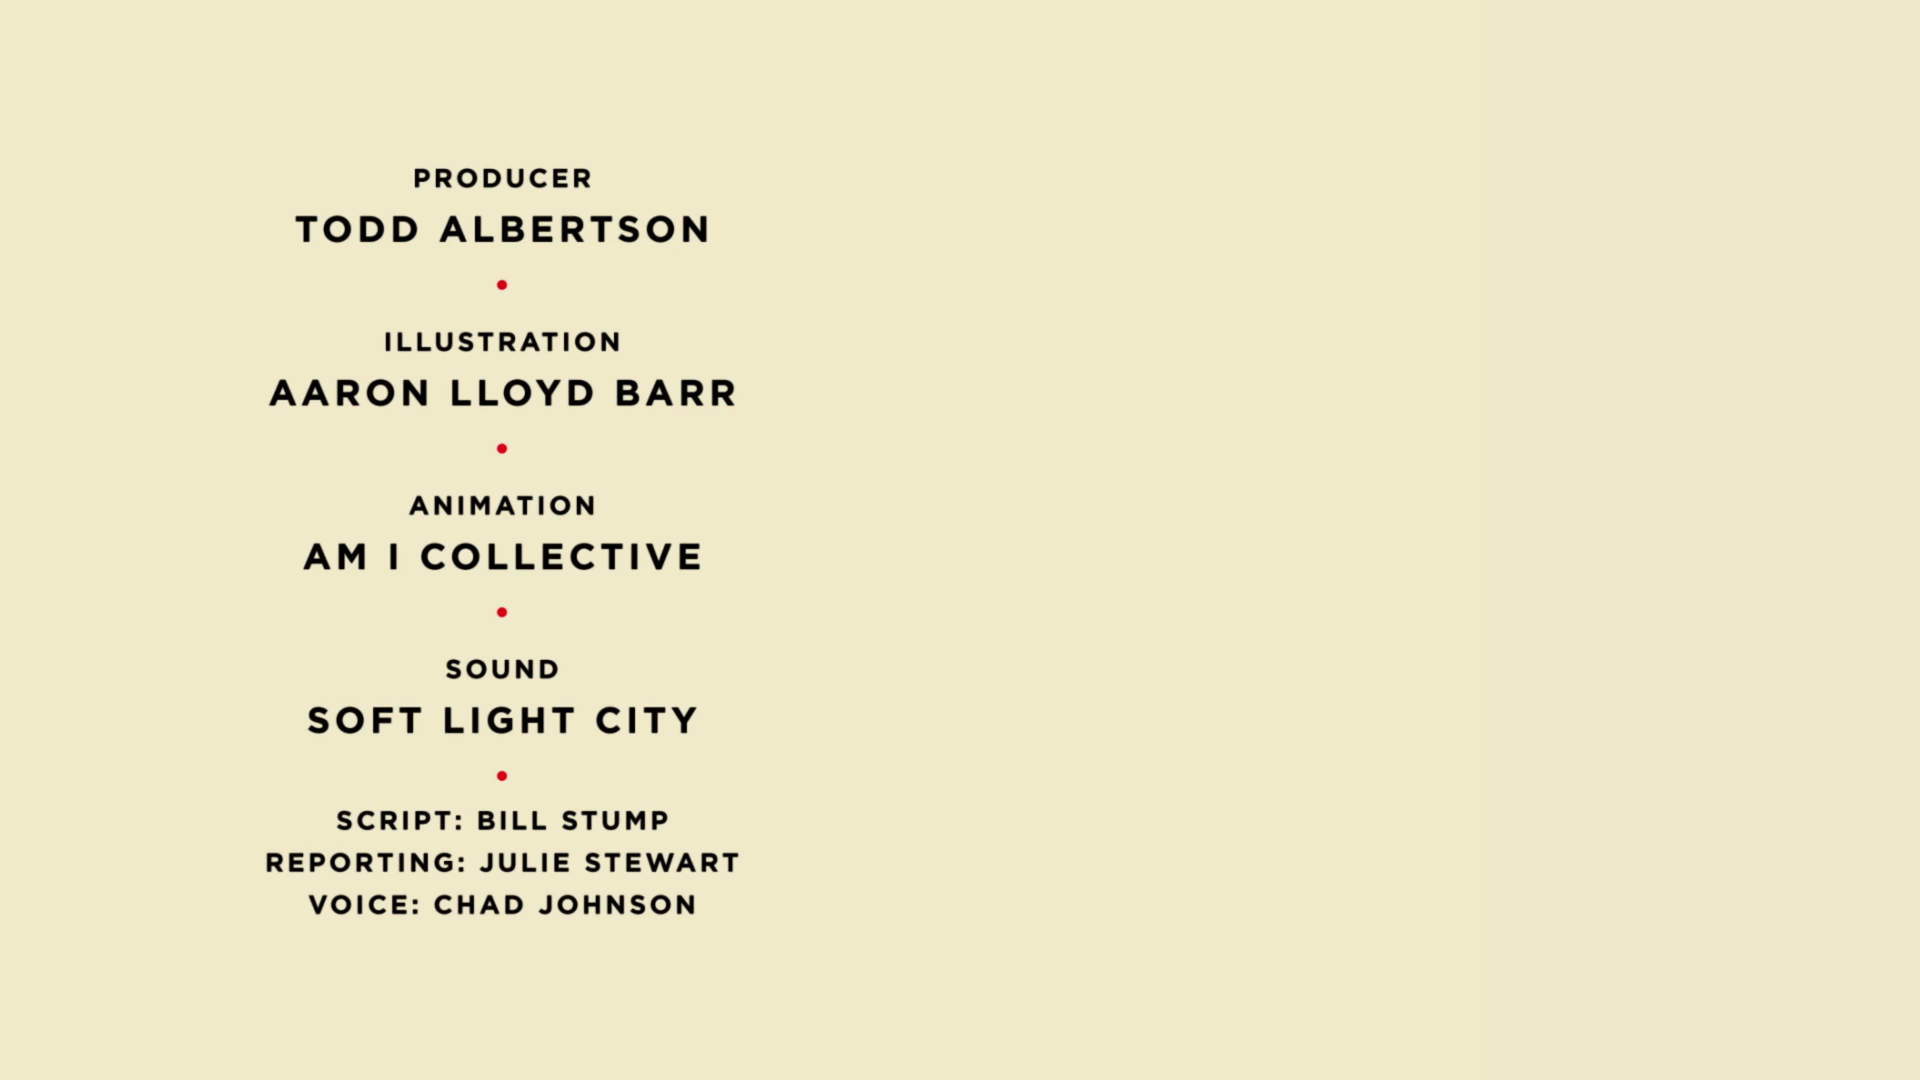 PRODUCER
TODD ALBERTSON
ILLUSTRATION
AARON LLOYD BARR
ANIMATION
AM I COLLECTIVE
SOUND
SOFT LIGHT CITY
SCRIPT: BILL STUMP
REPORTING: JULIE STEWART
VOICE: CHAD JOHNSON